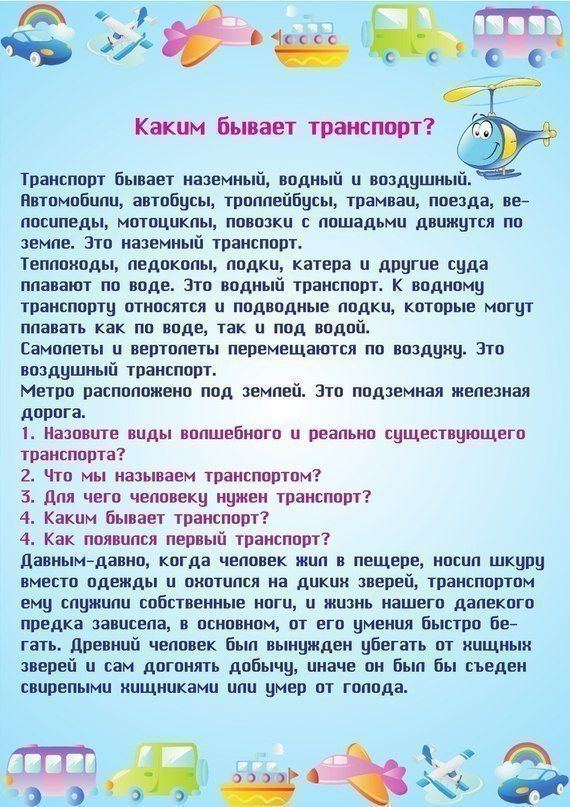 Каким бывает транспорт?
Транспорт бывает наземный, водный и воздушный.
Автомобили, автобусы, троллейбусы, трамваи, поезда, ве-
лосипеды, мотоциклы, повозки с лошадьми движутся по
земле. Это наземный транспорт.
Теплоходы, ледоколы, лодки, катера и другие суда
плавают по воде. Это водный транспорт. К водному
транспорту относятся и подводные лодки, которые могут
плавать как по воде, так и под водой.
Самолеты и вертолеты перемещаются по воздуху. Это
воздушный транспорт.
Метро расположено под землей. Это подземная железная
дорога.
1. Назовите виды волшебного и реально существующего
транспорта?
2. Что мы называем транспортом?
3. Для чего человеку нужен транспорт?
4. Каким бывает транспорт?
4. Как появился первый транспорт?
Давным-давно, когда человек жил в пещере, носил шкуру
вместо одежды и охотился на диких зверей, транспортом
ему служили собственные ноги, и жизнь нашего далекого
предка зависела, в основном, от его умения быстро бе-
гать. Древний человек был вынужден убегать от хищных
зверей и сам догонять добычу, иначе он был бы съеден
свирепыми хищниками или умер от голода.